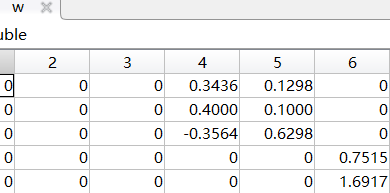 w
uble
2 3 4 5 6
0 0 0 0.3436 0.1298 0
0 0 0 0.4000 0.1000 0
0 0 0 -0.3564 0.6298 0
0 0 0 0 0 0.7515
0 0 0 0 0 1.6917